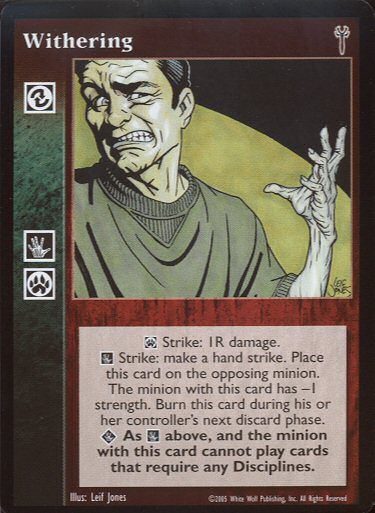 Withering
LEIF
JONES
Strike: 1R damage.
Strike: make a hand strike. Place
this card on the opposing minion.
The minion with this card has –1
strength. Burn this card during his or
her controller's next discard phase.
As above, and the minion
with this card cannot play cards
that require any Disciplines.
Illus: Leif Jones
©2005 White Wolf Publishing, Inc. All Rights Reserved